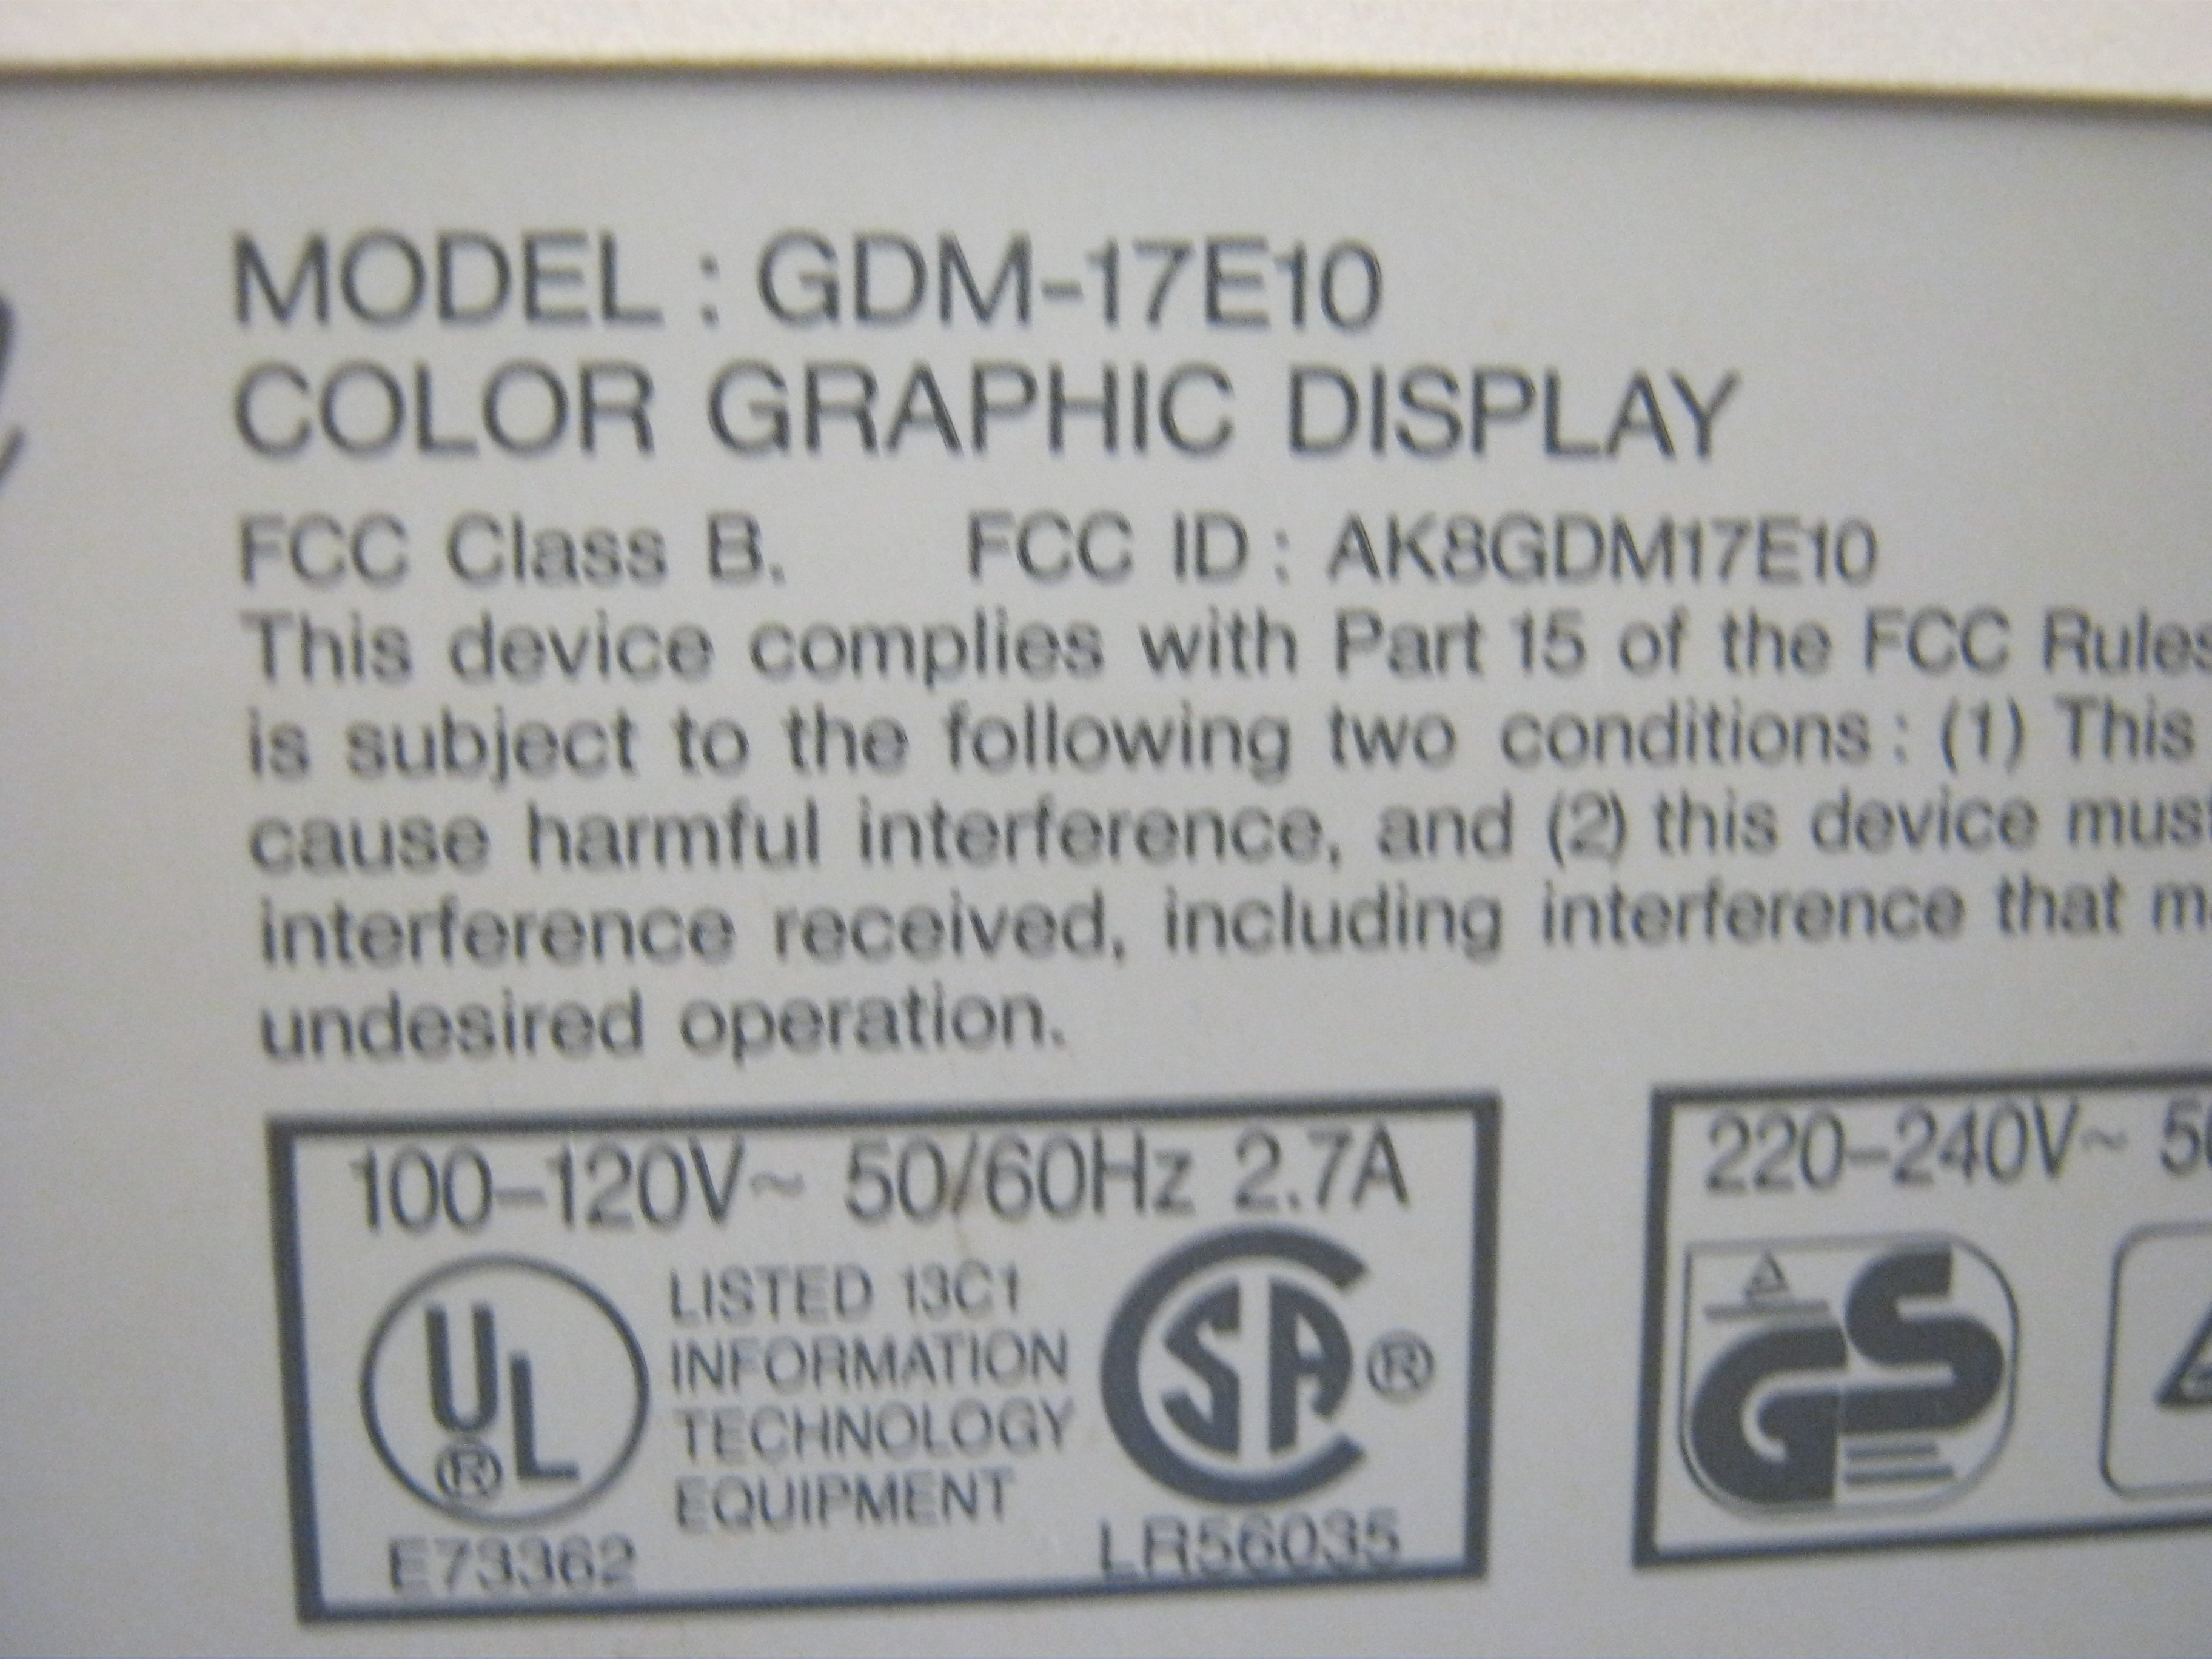 MODEL : GDM-17E10
COLOR GRAPHIC DISPLAY
FCC Class B. FCC ID : AK8GDM17E10
This device complies with Part 15 of the FCC Rules
is subject to the following two conditions : (1) This
cause harmful interference, and (2) this device must
interference received, including interference that m
undesired operation.
100-120V~ 50/60Hz 2.7A
UL
®
LISTED 13C1
INFORMATION
TECHNOLOGY
EQUIPMENT
E73362
CSA ®
LR56035
220-240V~ 50
GS